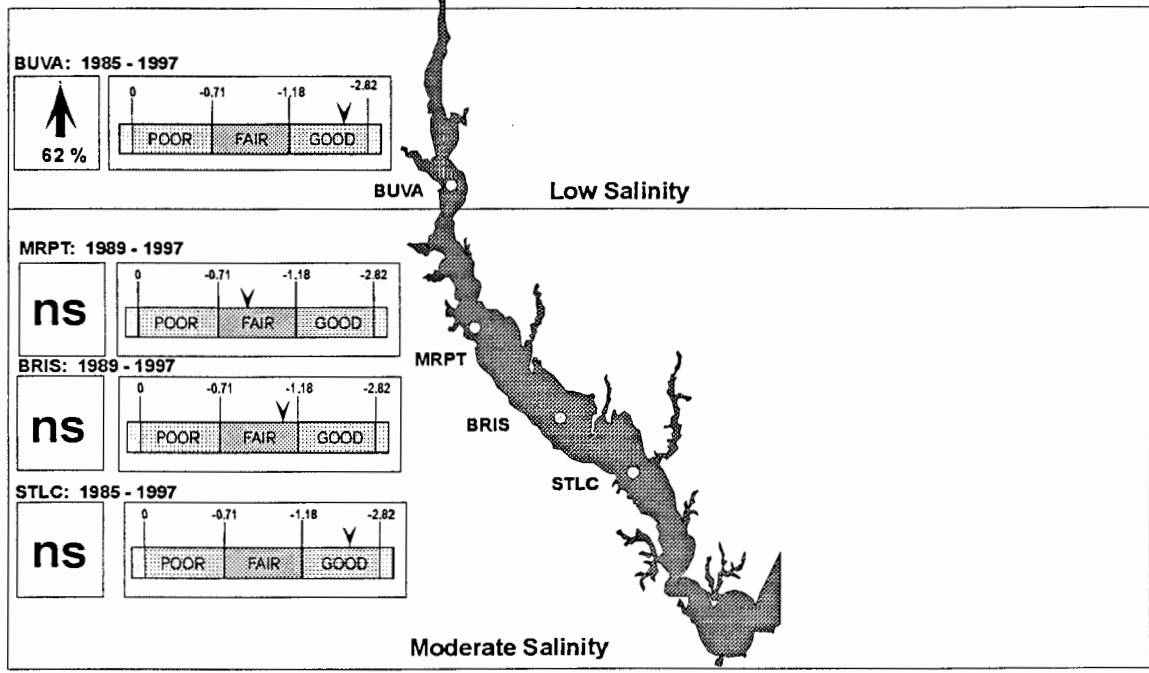 BUVA: 1985 - 1997
0 -0.71 -1.18 -2.82
POOR FAIR GOOD
62 %
BUVA
Low Salinity
MRPT: 1989 - 1997
0 -0.71 -1.18 -2.82
ns
POOR FAIR GOOD
MRPT
BRIS: 1989 - 1997
0 -0.71 -1.18 -2.82
ns
POOR FAIR GOOD
BRIS
STLC
STLC: 1985 - 1997
0 -0.71 -1.18 -2.82
ns
POOR FAIR GOOD
Moderate Salinity